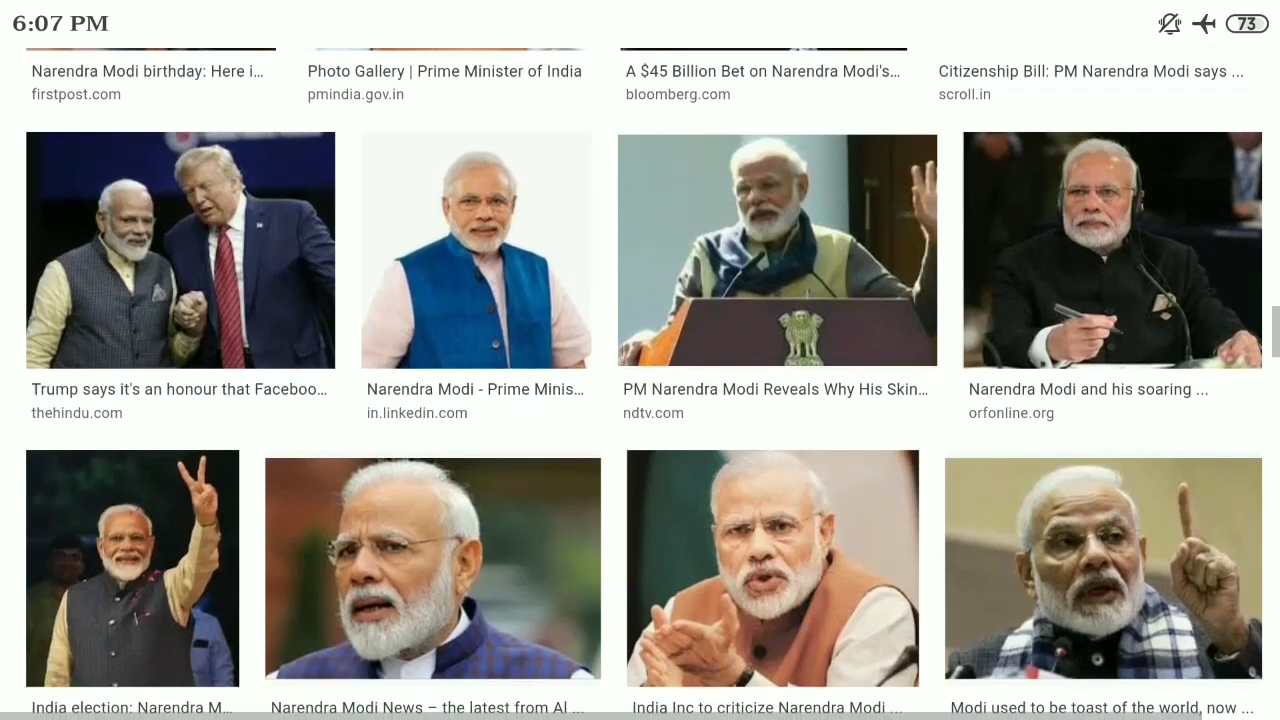 6:07 PM
73
Narendra Modi birthday: Here i...
Photo Gallery | Prime Minister of India
A $45 Billion Bet on Narendra Modi's...
Citizenship Bill: PM Narendra Modi says ...
firstpost.com
pmindia.gov.in
bloomberg.com
scroll.in
Trump says it's an honour that Faceboo...
Narendra Modi - Prime Minis...
PM Narendra Modi Reveals Why His Skin...
Narendra Modi and his soaring ...
thehindu.com
in.linkedin.com
ndtv.com
orfonline.org
India election: Narendra M...
Narendra Modi News – the latest from Al ...
India Inc to criticize Narendra Modi ...
Modi used to be toast of the world, now ...